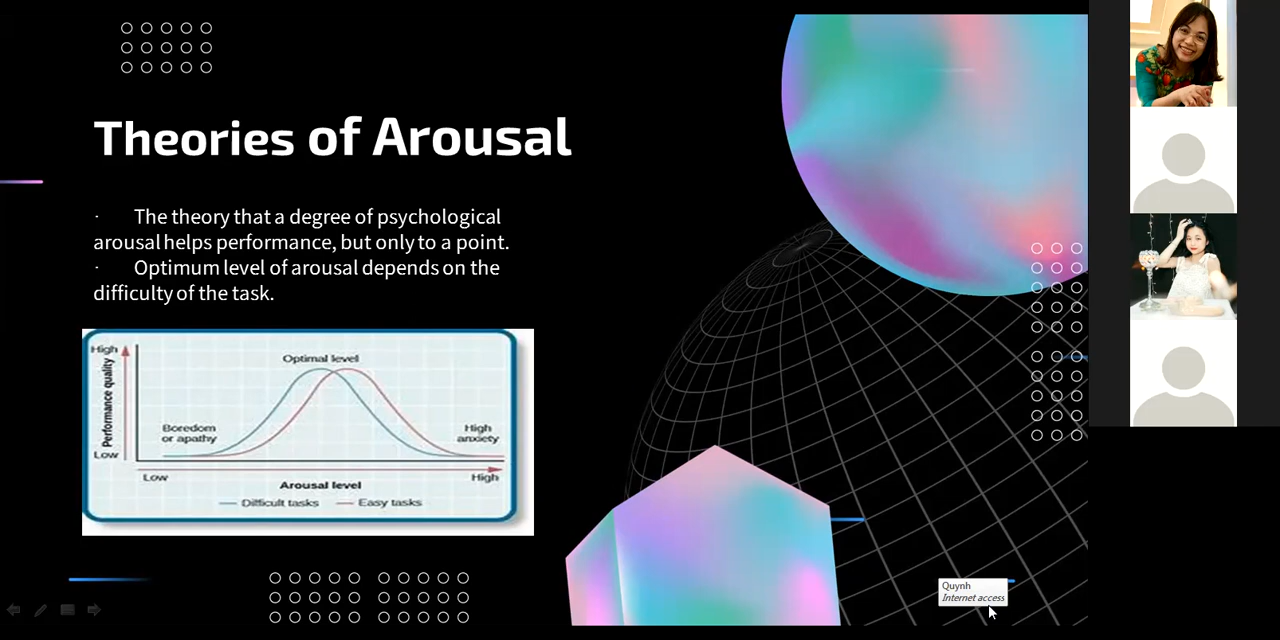 Theories of Arousal
· The theory that a degree of psychological
arousal helps performance, but only to a point.
· Optimum level of arousal depends on the
difficulty of the task.
High
Performance quality
Low
Optimal level
Boredom
or apathy
High
anxiety
Low
High
Arousal level
Difficult tasks
Easy tasks
Quynh
Internet access